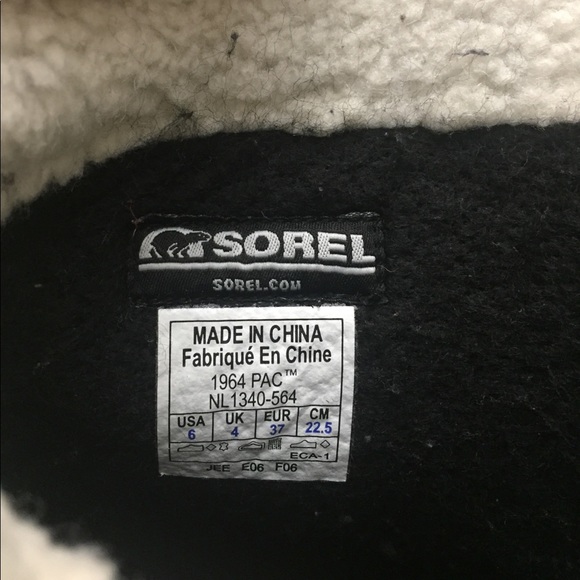 SOREL
SOREL.COM
MADE IN CHINA
Fabriqué En Chine
1964 PAC™
NL1340-564
USA UK EUR CM
6 4 37 22.5
ECA-1
JEE E06 F06